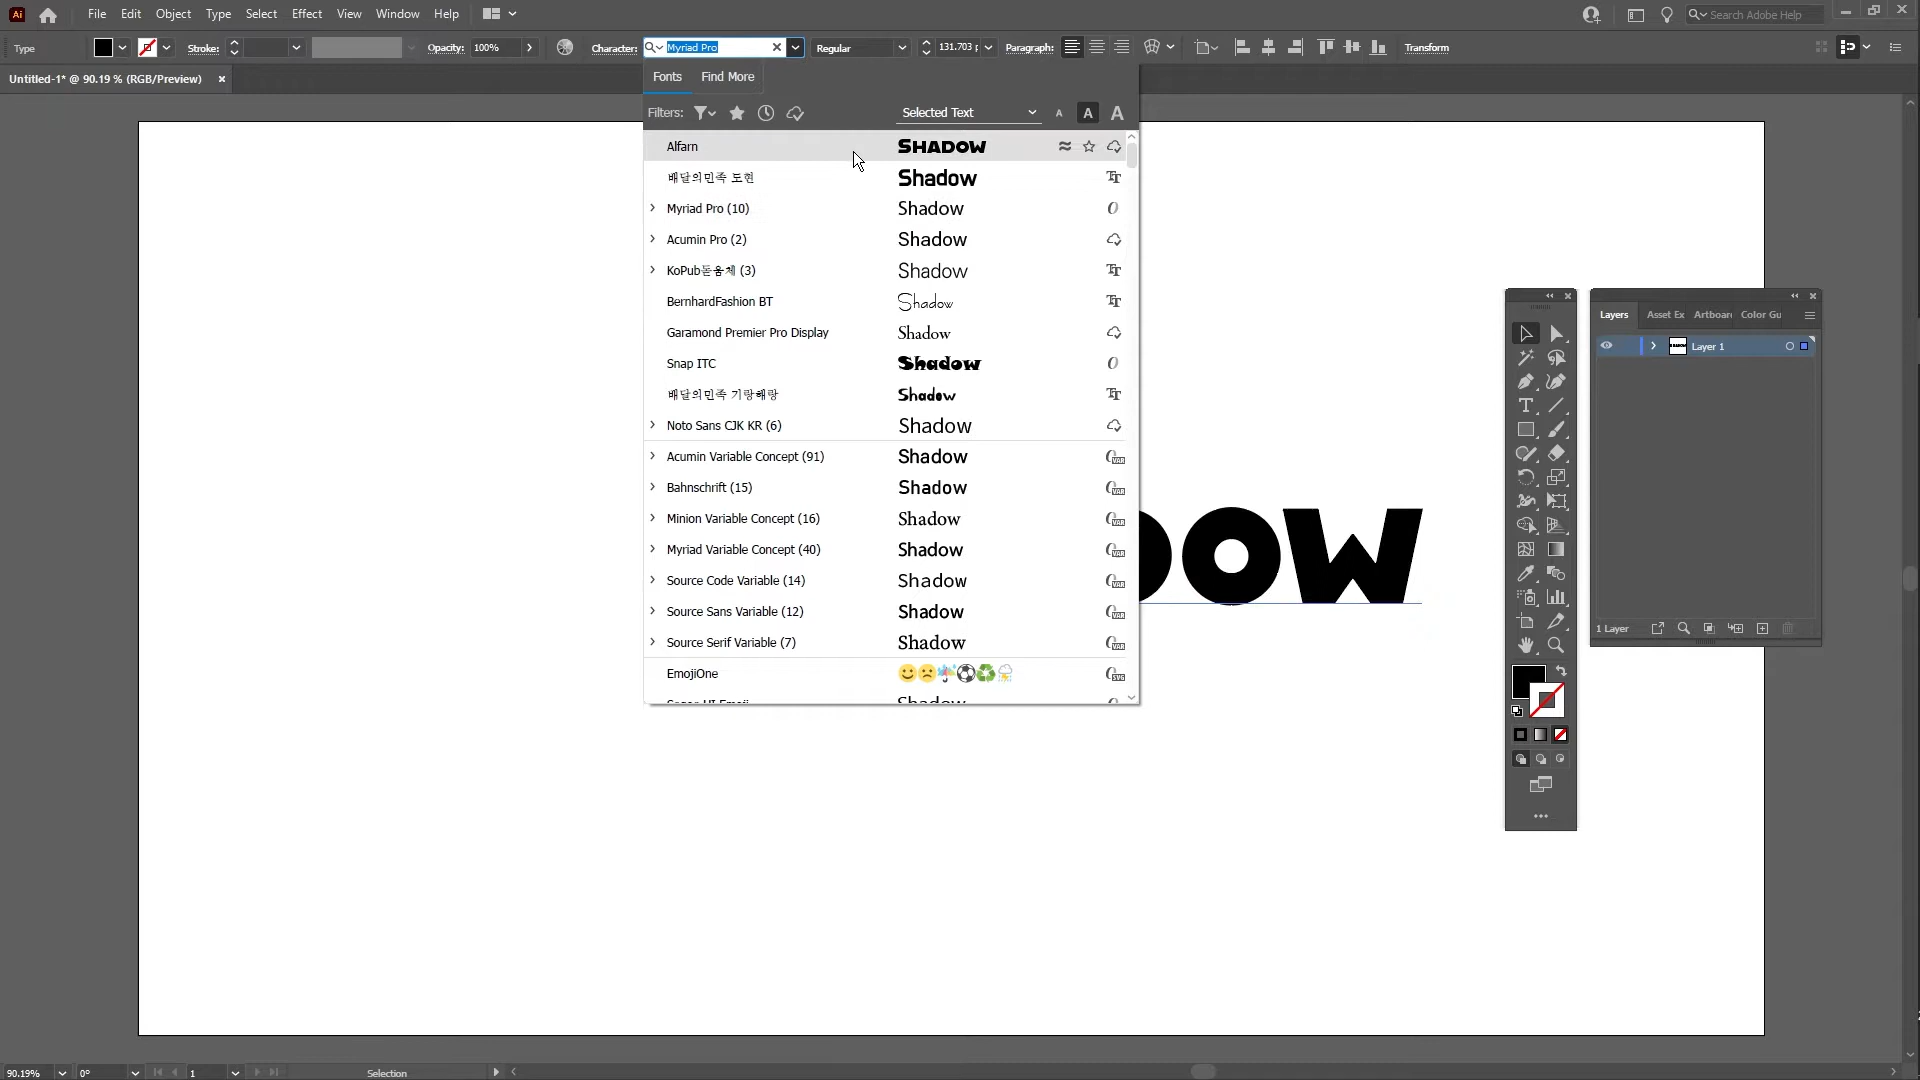 Ai File Edit Object Type Select Effect View Window Help Search Adobe Help
Type Stroke: Opacity: 100% Character: Myriad Pro Regular 131.703 p Paragraph: Transform
Untitled-1* @ 90.19 % (RGB/Preview)
Fonts Find More
Filters: Selected Text A A A
Alfarn SHADOW
배달의민족 도현 Shadow
Myriad Pro (10) Shadow
Acumin Pro (2) Shadow
KoPub돋움체 (3) Shadow
BernhardFashion BT Shadow
Garamond Premier Pro Display Shadow
Snap ITC Shadow
배달의민족 기랑해랑 Shadow
Noto Sans CJK KR (6) Shadow
Acumin Variable Concept (91) Shadow
Bahnschrift (15) Shadow
Minion Variable Concept (16) Shadow
Myriad Variable Concept (40) Shadow
Source Code Variable (14) Shadow
Source Sans Variable (12) Shadow
Source Serif Variable (7) Shadow
EmojiOne
DOW
Layers Asset Ex Artboar Color Gu
Layer 1
1 Layer
90.19% 0° 1 Selection